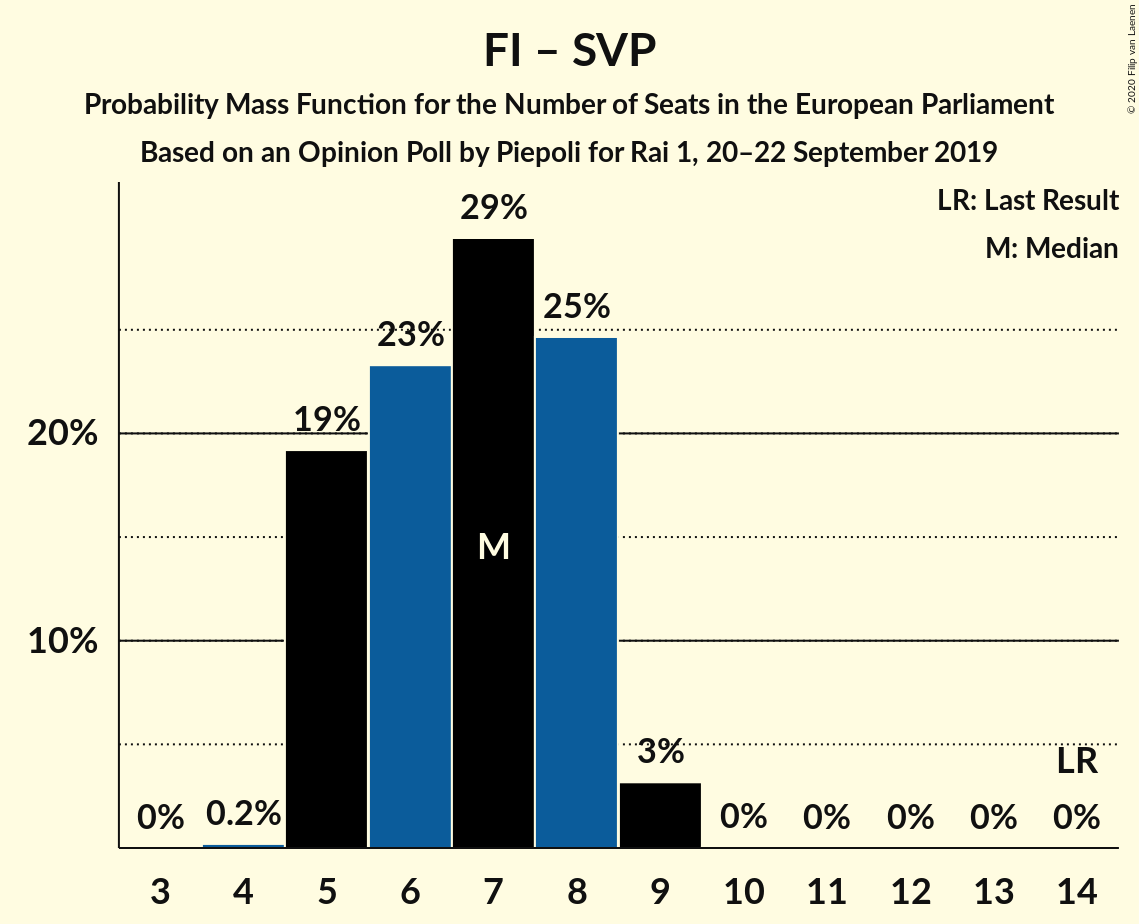 FI – SVP
Probability Mass Function for the Number of Seats in the European Parliament
Based on an Opinion Poll by Piepoli for Rai 1, 20–22 September 2019
© 2020 Filip van Laenen
LR: Last Result
M: Median
20%
10%
0%
0.2%
19%
23%
29%
25%
3%
0%
0%
0%
0%
0%
M
LR
3 4 5 6 7 8 9 10 11 12 13 14